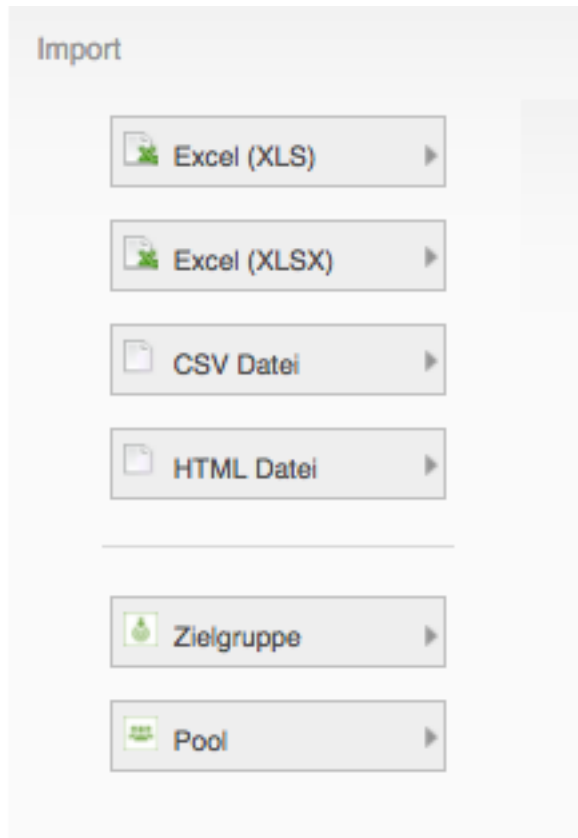 Import
Excel (XLS)
Excel (XLSX)
CSV Datei
HTML Datei
Zielgruppe
Pool